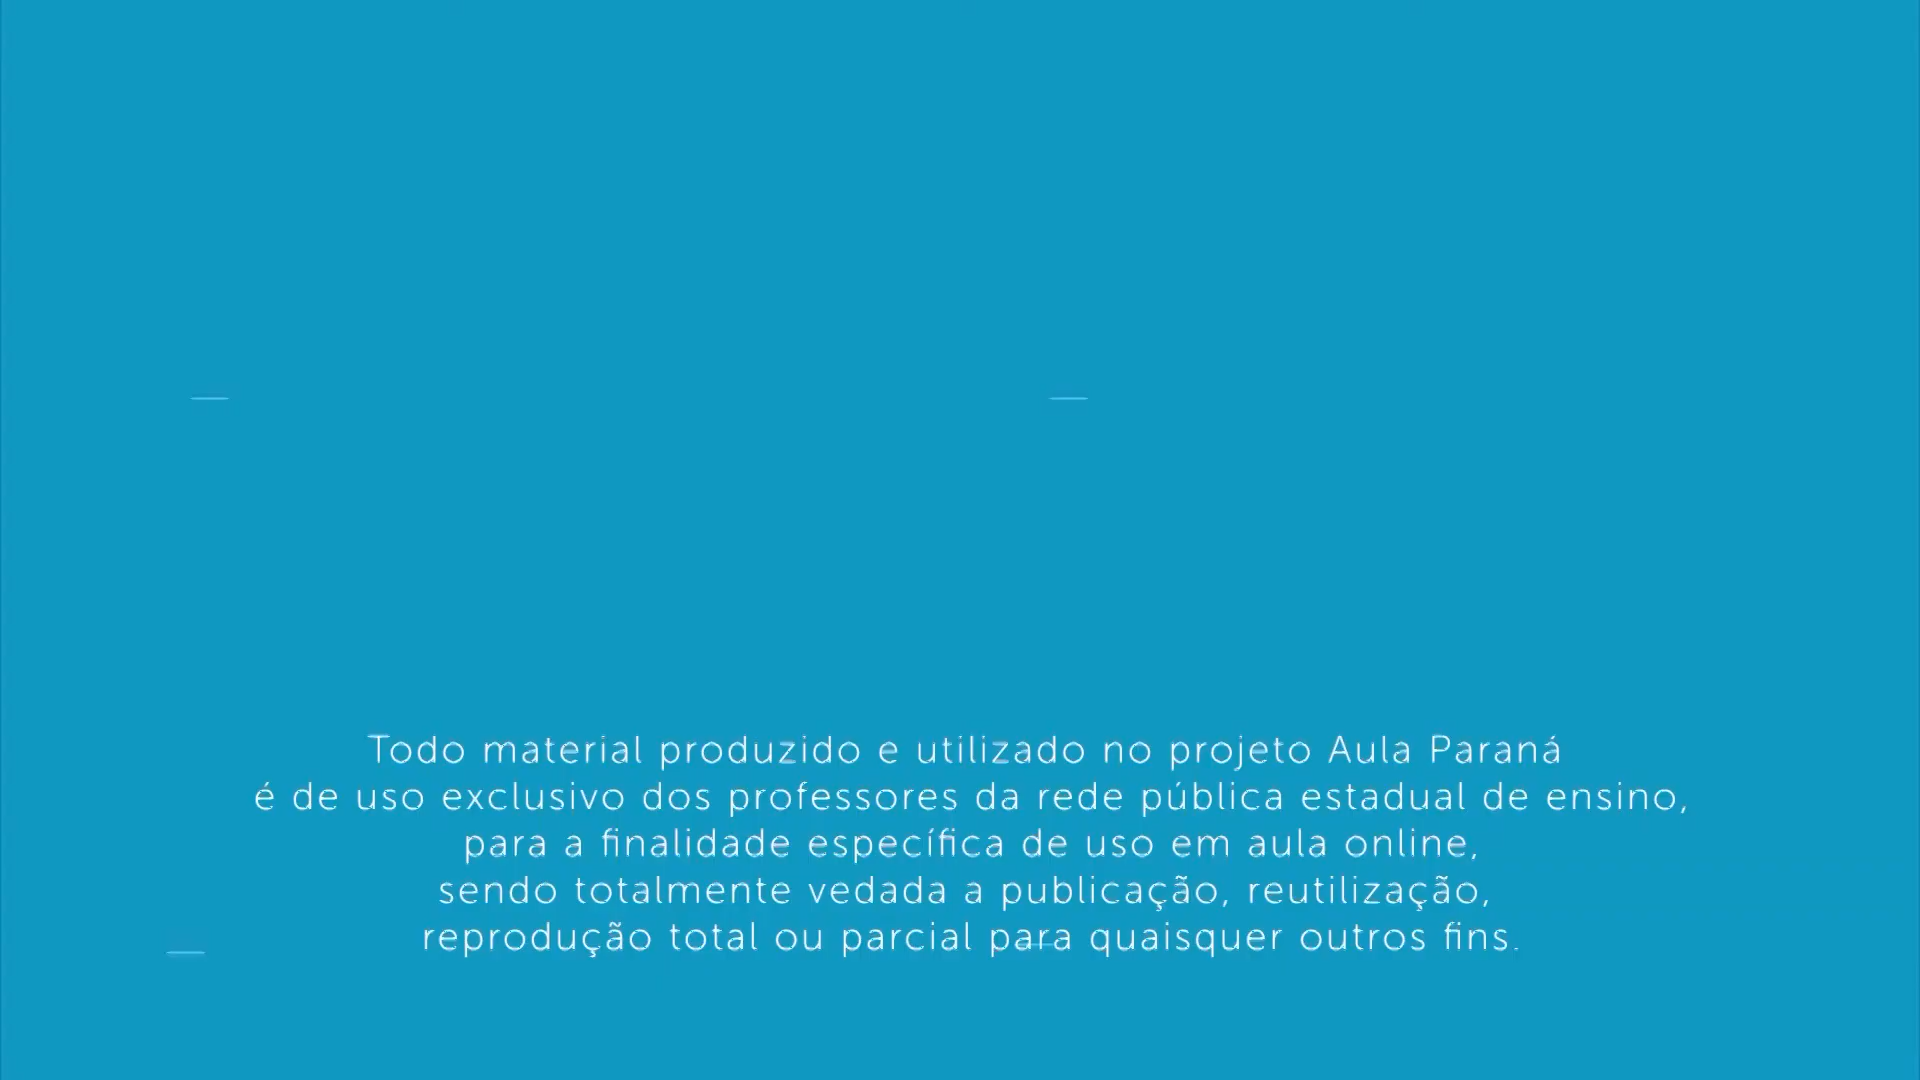 Todo material produzido e utilizado no projeto Aula Paraná
é de uso exclusivo dos professores da rede pública estadual de ensino,
para a finalidade específica de uso em aula online,
sendo totalmente vedada a publicação, reutilização,
reprodução total ou parcial para quaisquer outros fins.